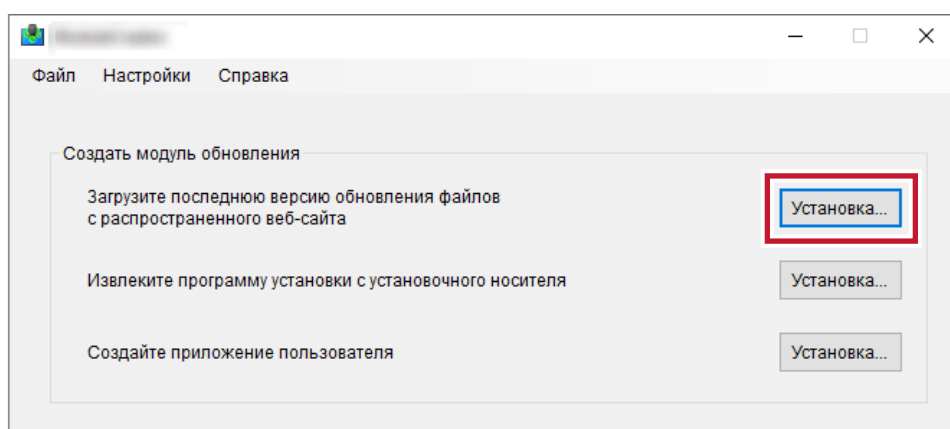 Файл Настройки Справка
Создать модуль обновления
Загрузите последнюю версию обновления файлов
с распространенного веб-сайта
Установка...
Извлеките программу установки с установочного носителя
Установка...
Создайте приложение пользователя
Установка...